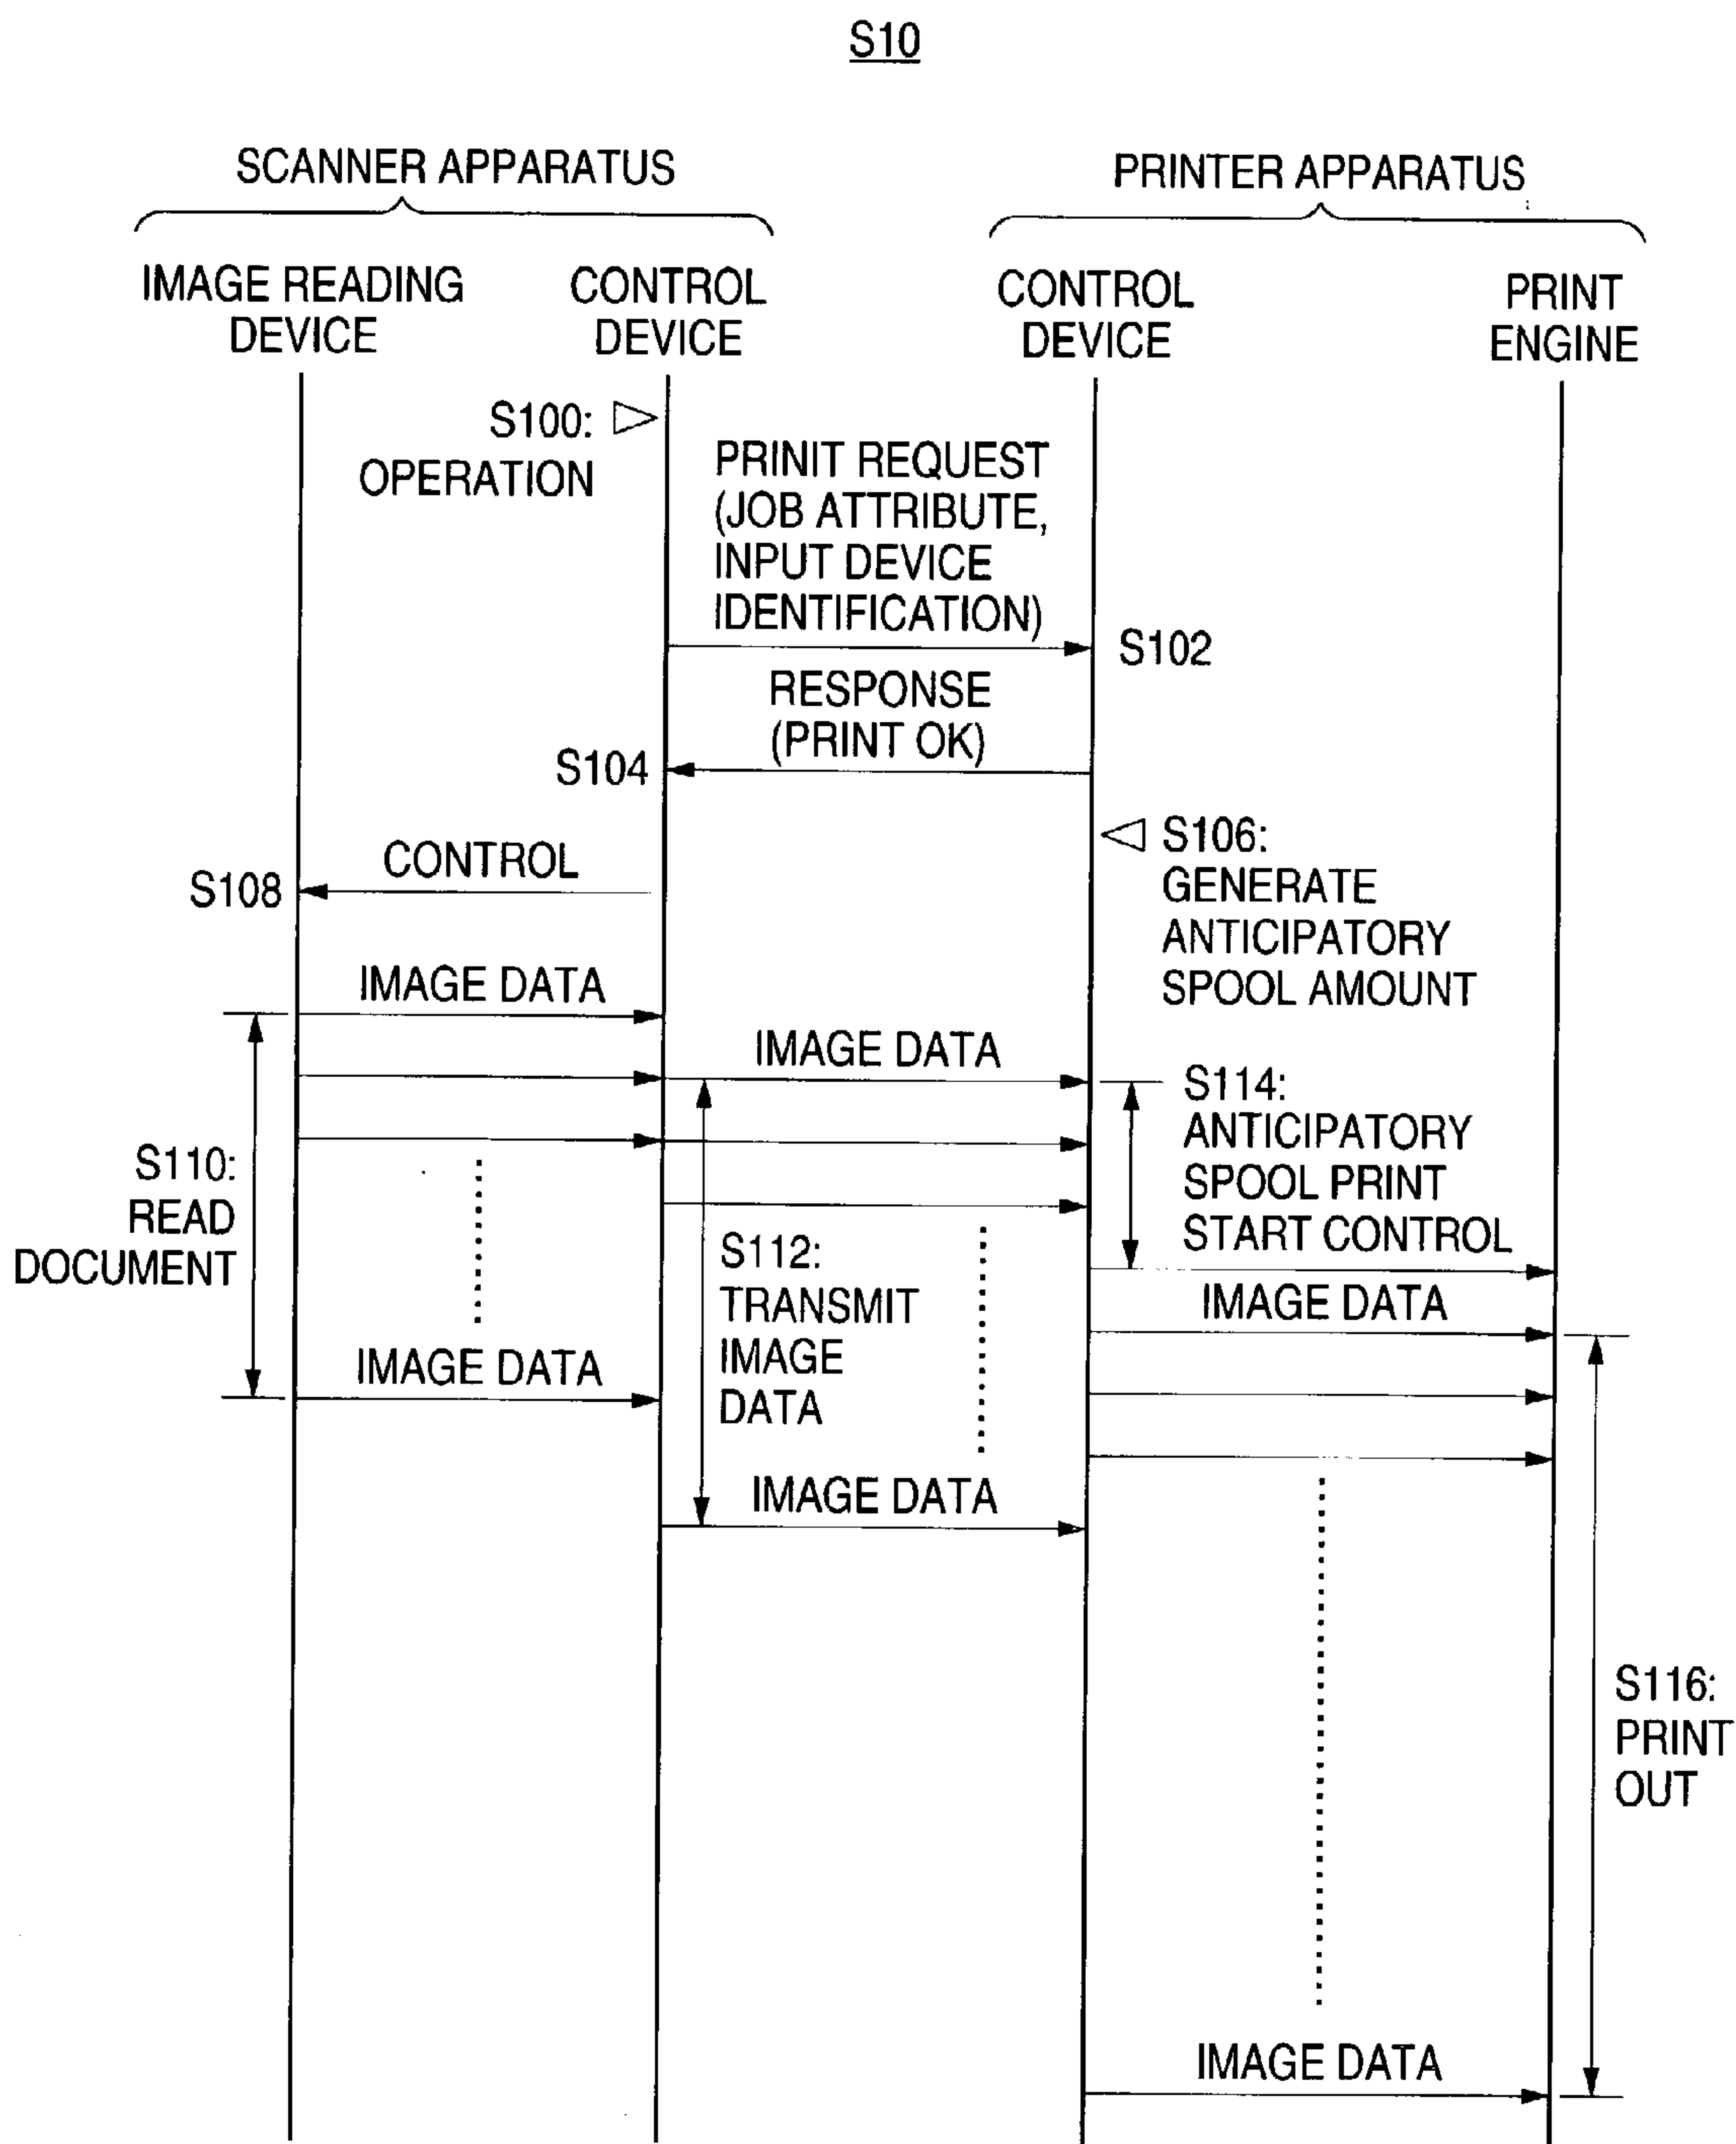 S10
SCANNER APPARATUS
PRINTER APPARATUS
IMAGE READING
DEVICE
CONTROL
DEVICE
CONTROL
DEVICE
PRINT
ENGINE
S100:
OPERATION
PRINIT REQUEST
(JOB ATTRIBUTE,
INPUT DEVICE
IDENTIFICATION)
S102
RESPONSE
(PRINT OK)
S104
S106:
GENERATE
ANTICIPATORY
SPOOL AMOUNT
CONTROL
S108
IMAGE DATA
IMAGE DATA
S114:
ANTICIPATORY
SPOOL PRINT
START CONTROL
S110:
READ
DOCUMENT
S112:
TRANSMIT
IMAGE
DATA
IMAGE DATA
IMAGE DATA
IMAGE DATA
S116:
PRINT
OUT
IMAGE DATA